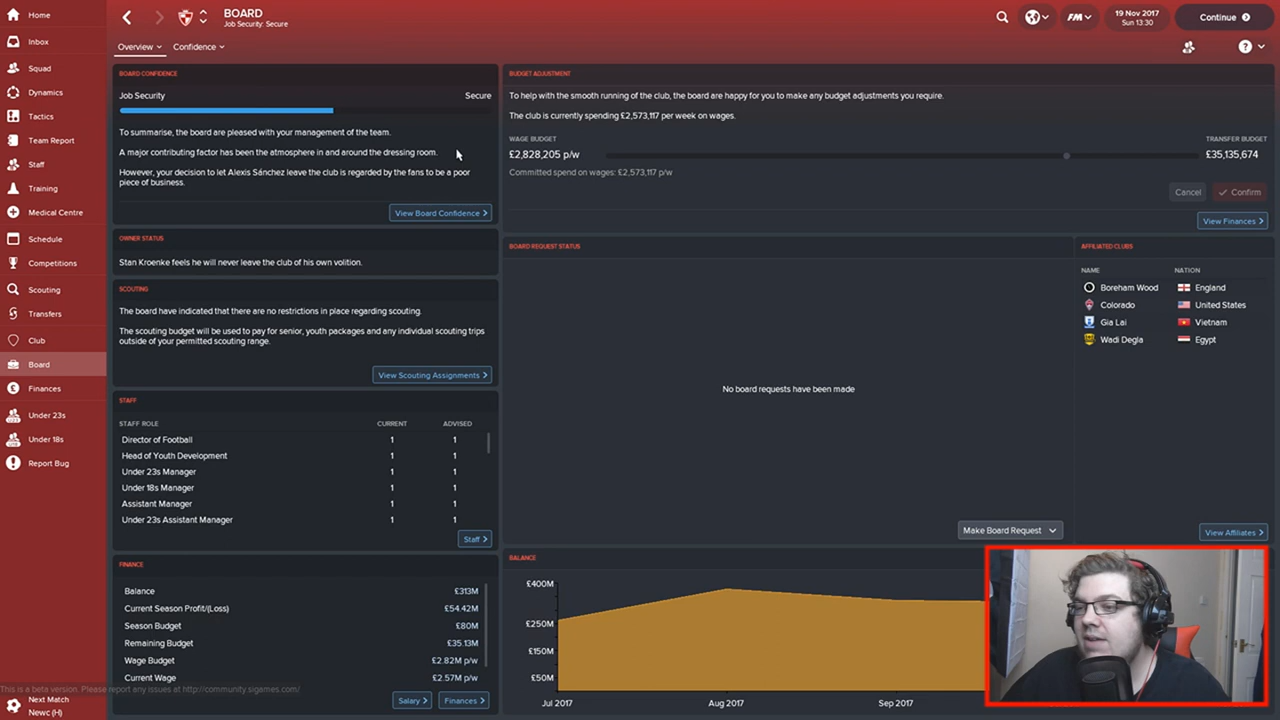 Home
Inbox
Squad
Dynamics
Tactics
Team Report
Staff
Training
Medical Centre
Schedule
Competitions
Scouting
Transfers
Club
Board
Finances
Under 23s
Under 18s
Report Bug
Next Match
Newc (H)
BOARD
Job Security: Secure
FM
19 Nov 2017
Sun 13:30
Continue
Overview
Confidence
BOARD CONFIDENCE
Job Security Secure
To summarise, the board are pleased with your management of the team.
A major contributing factor has been the atmosphere in and around the dressing room.
However, your decision to let Alexis Sánchez leave the club is regarded by the fans to be a poor
piece of business.
View Board Confidence
OWNER STATUS
Stan Kroenke feels he will never leave the club of his own volition.
SCOUTING
The board have indicated that there are no restrictions in place regarding scouting.
The scouting budget will be used to pay for senior, youth packages and any individual scouting trips
outside of your permitted scouting range.
View Scouting Assignments
STAFF
STAFF ROLE CURRENT ADVISED
Director of Football 1 1
Head of Youth Development 1 1
Under 23s Manager 1 1
Under 18s Manager 1 1
Assistant Manager 1 1
Under 23s Assistant Manager 1 1
Staff
FINANCE
Balance £313M
Current Season Profit/(Loss) £54.42M
Season Budget £80M
Remaining Budget £35.13M
Wage Budget £2.82M p/w
Current Wage £2.57M p/w
This is a beta version. Please report any issues at http://community.sigames.com/
Salary
Finances
BUDGET ADJUSTMENT
To help with the smooth running of the club, the board are happy for you to make any budget adjustments you require.
The club is currently spending £2,573,117 per week on wages.
WAGE BUDGET TRANSFER BUDGET
£2,828,205 p/w £35,135,674
Committed spend on wages: £2,573,117 p/w
Cancel Confirm
View Finances
BOARD REQUEST STATUS
No board requests have been made
Make Board Request
AFFILIATED CLUBS
NAME NATION
Boreham Wood England
Colorado United States
Gia Lai Vietnam
Wadi Degla Egypt
View Affiliates
BALANCE
£400M
£250M
£150M
£50M
Jul 2017 Aug 2017 Sep 2017